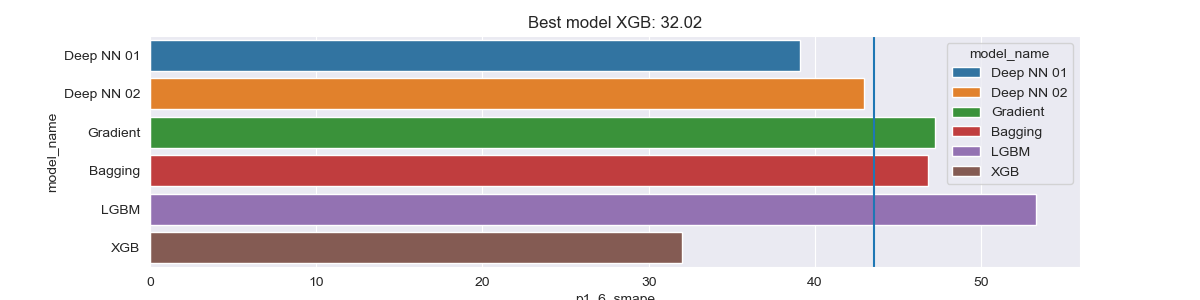 Best model XGB: 32.02
model_name
Deep NN 01
Deep NN 02
Gradient
Bagging
LGBM
XGB
0 10 20 30 40 50
p1_6_smape
model_name
Deep NN 01
Deep NN 02
Gradient
Bagging
LGBM
XGB